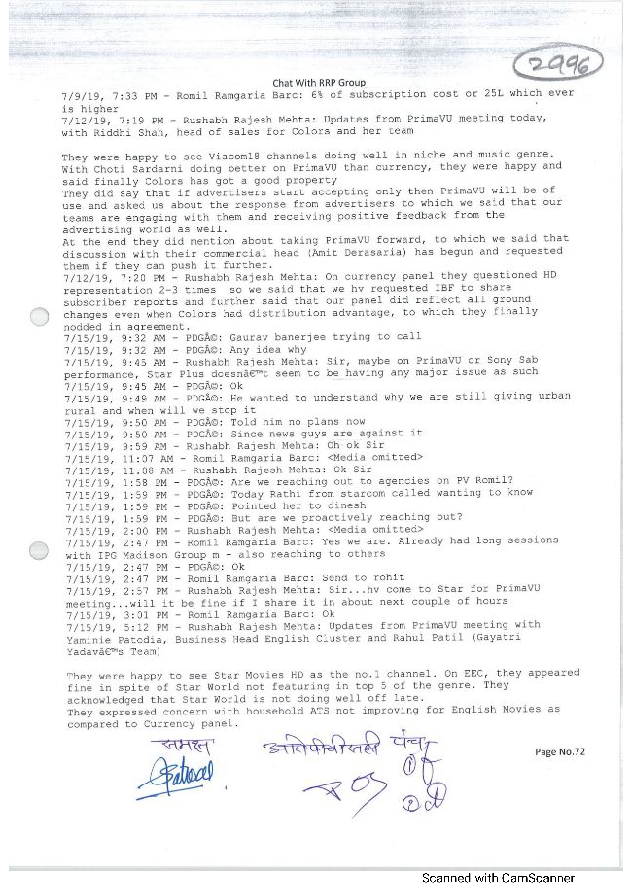 2996
Chat With RRP Group
7/9/19, 7:33 PM - Romil Ramgaria Barc: 6% of subscription cost or 25L which ever
is higher
7/12/19, 7:19 PM - Rushabh Rajesh Mehta: Updates from PrimaVU meeting today,
with Riddhi Shah, head of sales for Colors and her team
They were happy to see Viacom18 channels doing well in niche and music genre.
With Choti Sardarni doing better on PrimaVU than currency, they were happy and
said finally Colors has got a good property
They did say that if advertisers start accepting only then PrimaVU will be of
use and asked us about the response from advertisers to which we said that our
teams are engaging with them and receiving positive feedback from the
advertising world as well.
At the end they did mention about taking PrimaVU forward, to which we said that
discussion with their commercial head (Amit Derasaria) has begun and requested
them if they can push it further.
7/12/19, 7:20 PM - Rushabh Rajesh Mehta: On currency panel they questioned HD
representation 2-3 times so we said we hv requested IBF to share
subscriber reports and further said that our panel did reflect all ground
changes even when Colors had distribution advantage, to which they finally
nodded in agreement.
7/15/19, 9:32 AM - PDGÃ©: Gaurav banerjee trying to call
7/15/19, 9:32 AM - PDGÃ©: Any idea why
7/15/19, 9:45 AM - Rushabh Rajesh Mehta: Sir, maybe on PrimaVU or Sony Sab
performance, Star Plus doesnâ€™t seem to be having any major issue as such
7/15/19, 9:45 AM - PDGÃ©: Ok
7/15/19, 9:49 AM - PDGÃ©: He wanted to understand why we are still giving urban
rural and when will we stop it
7/15/19, 9:50 AM - PDGÃ©: Told him no plans now
7/15/19, 9:50 AM - PDGÃ©: Since news guys are against it
7/15/19, 9:59 AM - Rushabh Rajesh Mehta: Oh ok Sir
7/15/19, 11:07 AM - Romil Ramgaria Barc: <Media omitted>
7/15/19, 11:08 AM - Rushabh Rajesh Mehta: Ok Sir
7/15/19, 1:58 PM - PDGÃ©: Are we reaching out to agencies on PV Romil?
7/15/19, 1:59 PM - PDGÃ©: Today Rathi from starcom called wanting to know
7/15/19, 1:59 PM - PDGÃ©: Pointed her to dinesh
7/15/19, 1:59 PM - PDGÃ©: But are we proactively reaching out?
7/15/19, 2:00 PM - Rushabh Rajesh Mehta: <Media omitted>
7/15/19, 2:47 PM - Romil Ramgaria Barc: Yes we are. Already had long sessions
with IPG Madison Group m - also reaching to others
7/15/19, 2:47 PM - PDGÃ©: Ok
7/15/19, 2:47 PM - Romil Ramgaria Barc: Send to rohit
7/15/19, 2:57 PM - Rushabh Rajesh Mehta: Sir...hv come to Star for PrimaVU
meeting...will it be fine if I share it in about next couple of hours
7/15/19, 3:01 PM - Romil Ramgaria Barc: Ok
7/15/19, 5:12 PM - Rushabh Rajesh Mehta: Updates from PrimaVU meeting with
Yaminie Patodia, Business Head English Cluster and Rahul Patil (Gayatri
Yadavâ€™s Team)
They were happy to see Star Movies HD as the no.1 channel. On EEC, they appeared
fine in spite of Star World not featuring in top 5 of the genre. They
acknowledged that Star World is not doing well off late.
They expressed concern with household ATS not improving for English Movies as
compared to Currency panel.
समक्ष आरोपीची सही पंच
Page No.72
①
②
Scanned with CamScanner